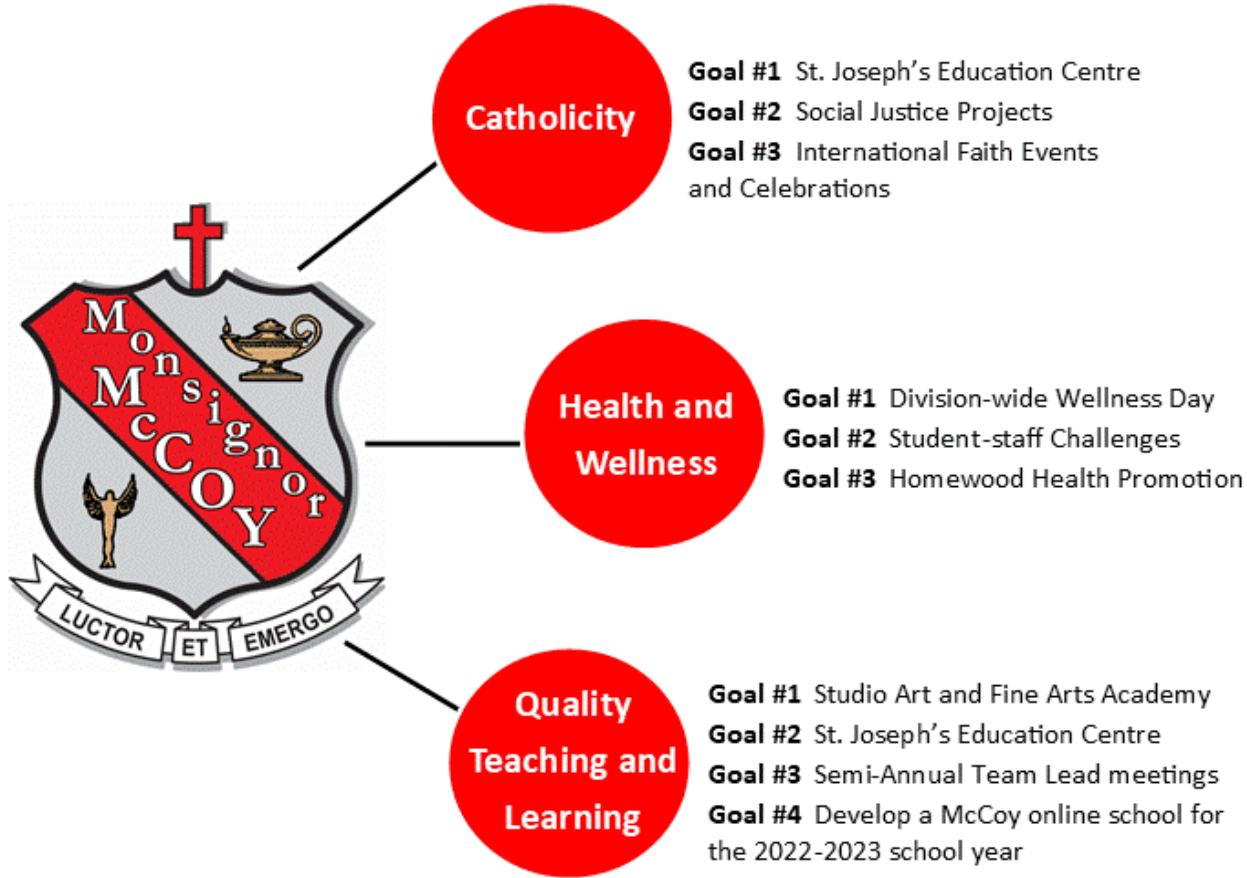 Catholicity
Goal #1 St. Joseph’s Education Centre
Goal #2 Social Justice Projects
Goal #3 International Faith Events
and Celebrations
Monsignor
McCOY
LUCTOR ET EMERGO
Health and
Wellness
Goal #1 Division-wide Wellness Day
Goal #2 Student-staff Challenges
Goal #3 Homewood Health Promotion
Quality
Teaching and
Learning
Goal #1 Studio Art and Fine Arts Academy
Goal #2 St. Joseph’s Education Centre
Goal #3 Semi-Annual Team Lead meetings
Goal #4 Develop a McCoy online school for
the 2022-2023 school year